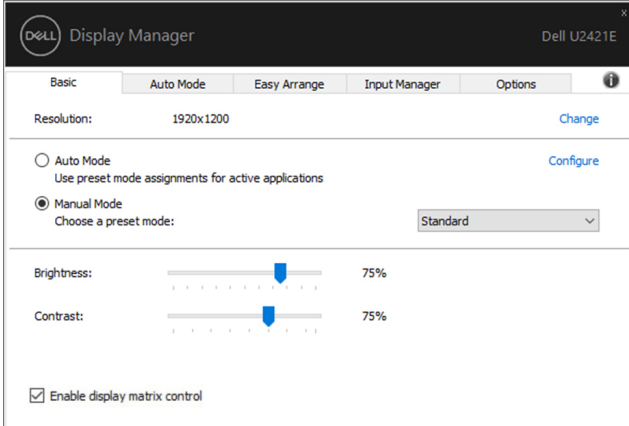 x
DELL Display Manager Dell U2421E
Basic Auto Mode Easy Arrange Input Manager Options i
Resolution: 1920x1200 Change
Auto Mode Configure
Use preset mode assignments for active applications
Manual Mode
Choose a preset mode: Standard
Brightness: 75%
Contrast: 75%
Enable display matrix control